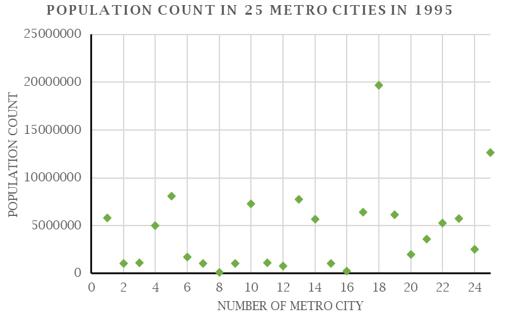 POPULATION COUNT IN 25 METRO CITIES IN 1995
25000000
20000000
15000000
10000000
5000000
0
POPULATION COUNT
0 2 4 6 8 10 12 14 16 18 20 22 24
NUMBER OF METRO CITY